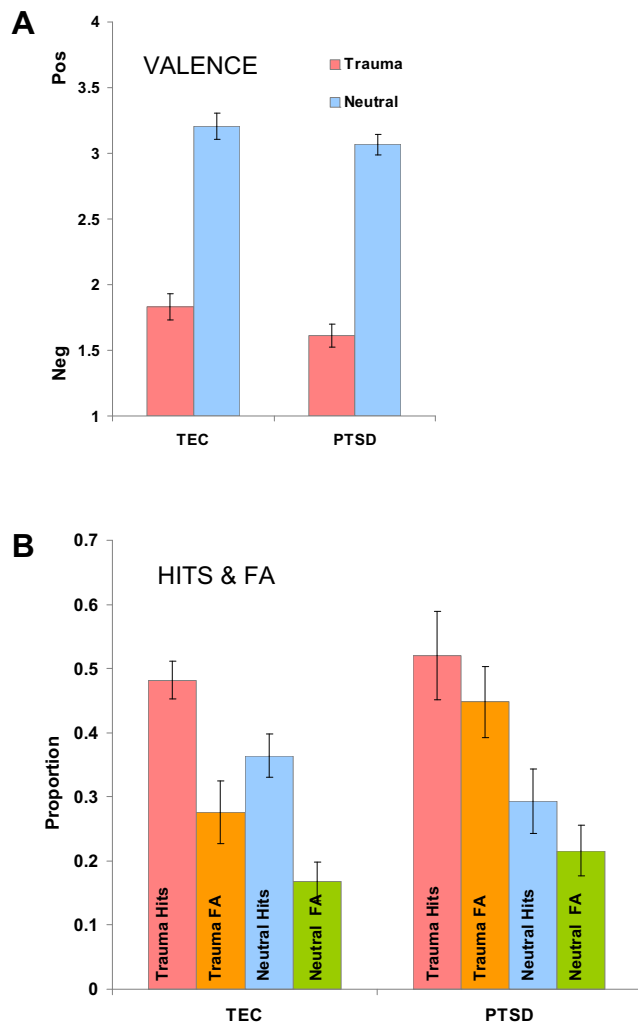 A
VALENCE
Trauma
Neutral
Pos
Neg
4
3.5
3
2.5
2
1.5
1
TEC PTSD
B
HITS & FA
Proportion
0.7
0.6
0.5
0.4
0.3
0.2
0.1
0
Trauma Hits
Trauma FA
Neutral Hits
Neutral FA
Trauma Hits
Trauma FA
Neutral Hits
Neutral FA
TEC PTSD